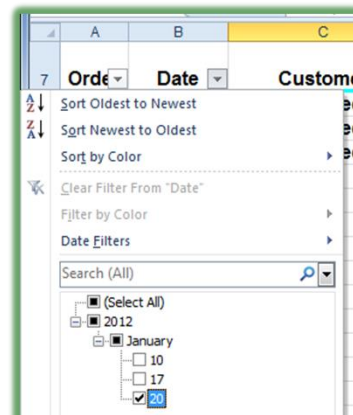 A B C
7 Orde Date Custome
Sort Oldest to Newest
Sort Newest to Oldest
Sort by Color
Clear Filter From "Date"
Filter by Color
Date Filters
Search (All)
(Select All)
2012
January
10
17
20